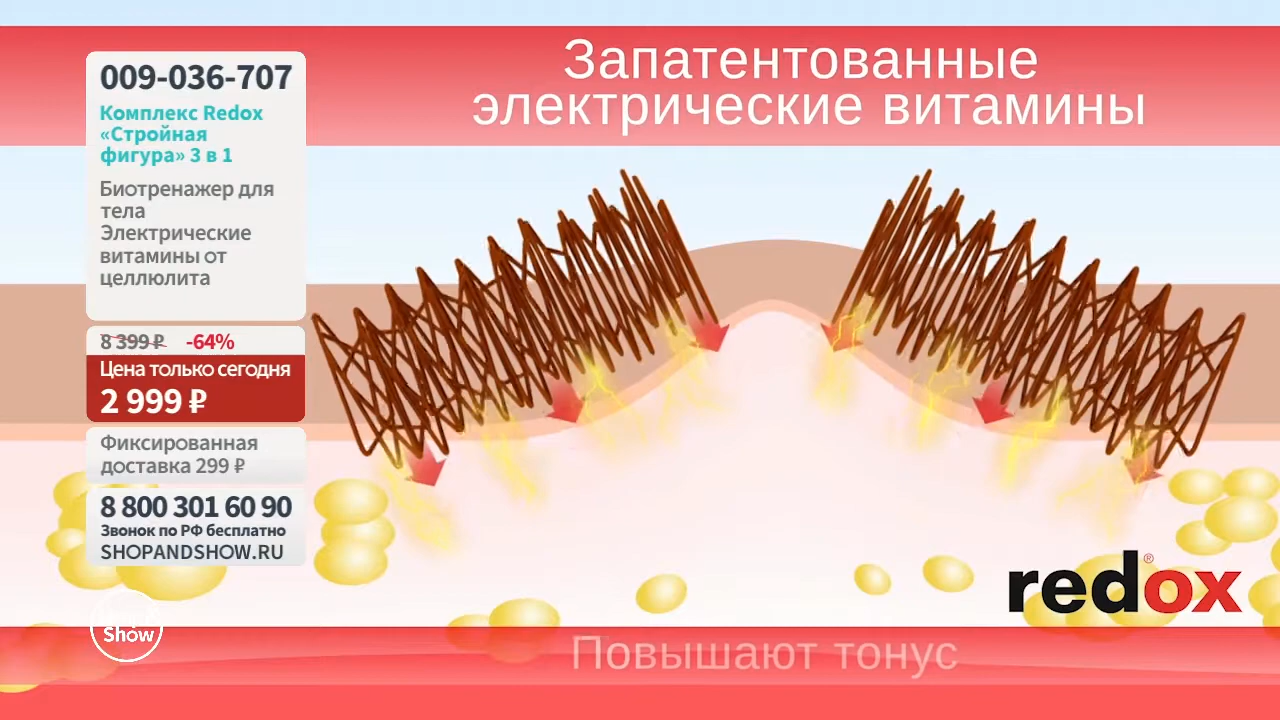 009-036-707
Комплекс Redox
«Стройная
фигура» 3 в 1
Биотренажер для
тела
Электрические
витамины от
целлюлита
8 399 ₽ -64%
Цена только сегодня
2 999 ₽
Фиксированная
доставка 299 ₽
8 800 301 60 90
Звонок по РФ бесплатно
SHOPANDSHOW.RU
Show
Запатентованные
электрические витамины
redox®
Повышают тонус